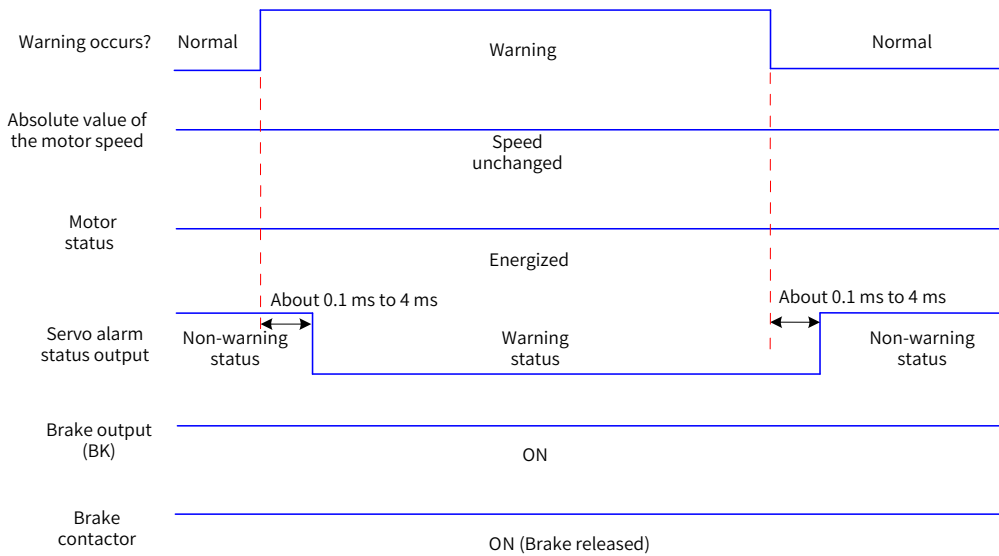 Warning occurs?
Normal
Warning
Normal
Absolute value of
the motor speed
Speed
unchanged
Motor
status
Energized
About 0.1 ms to 4 ms
About 0.1 ms to 4 ms
Servo alarm
status output
Non-warning
status
Warning
status
Non-warning
status
Brake output
(BK)
ON
Brake
contactor
ON (Brake released)